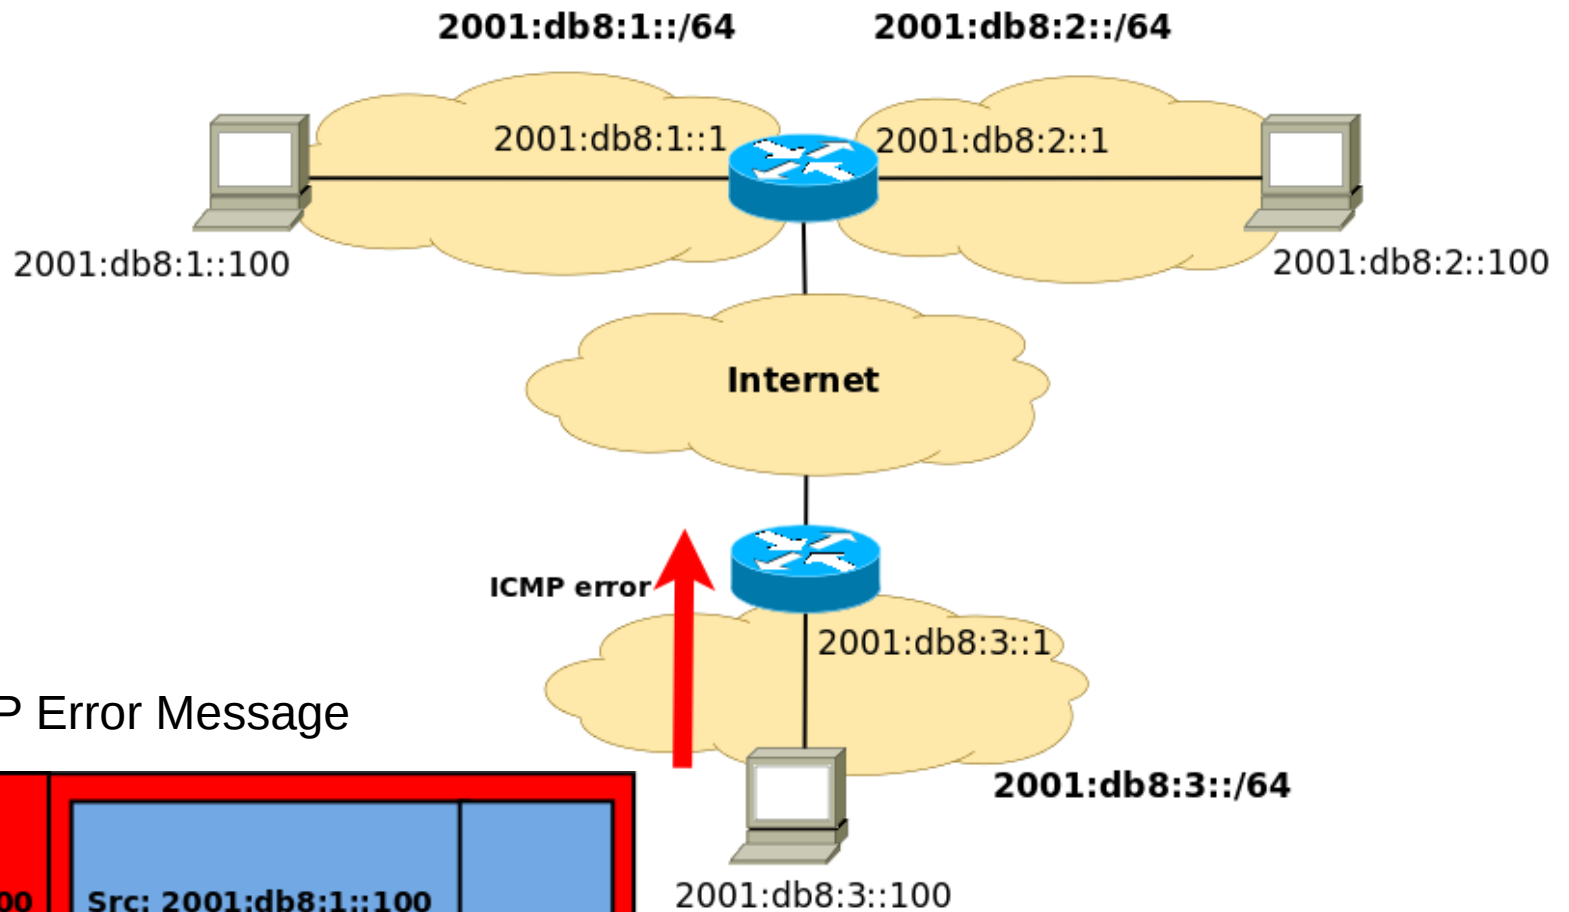 2001:db8:1::/64 2001:db8:2::/64
2001:db8:1::1 2001:db8:2::1
2001:db8:1::100 2001:db8:2::100
Internet
ICMP error
2001:db8:3::1
P Error Message
2001:db8:3::/64
2001:db8:3::100
00 Src: 2001:db8:1::100